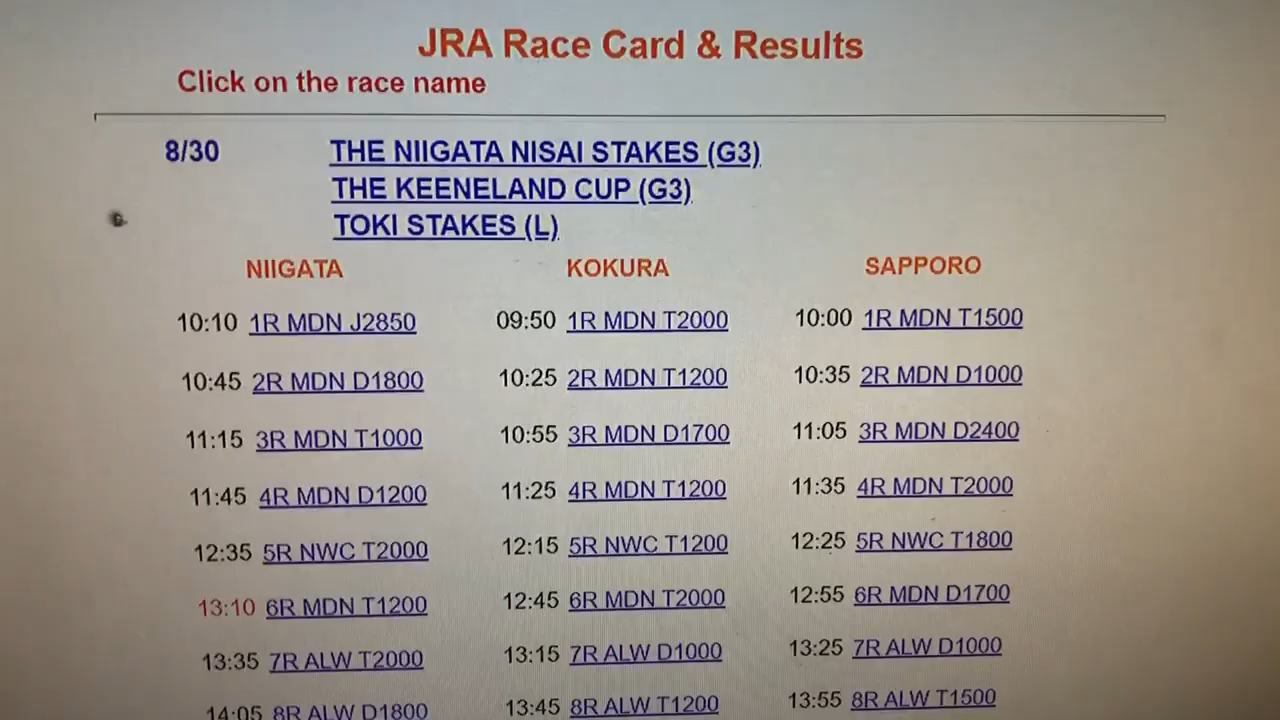 JRA Race Card & Results
Click on the race name
8/30 THE NIIGATA NISAI STAKES (G3)
THE KEENELAND CUP (G3)
TOKI STAKES (L)
NIIGATA KOKURA SAPPORO
10:10 1R MDN J2850 09:50 1R MDN T2000 10:00 1R MDN T1500
10:45 2R MDN D1800 10:25 2R MDN T1200 10:35 2R MDN D1000
11:15 3R MDN T1000 10:55 3R MDN D1700 11:05 3R MDN D2400
11:45 4R MDN D1200 11:25 4R MDN T1200 11:35 4R MDN T2000
12:35 5R NWC T2000 12:15 5R NWC T1200 12:25 5R NWC T1800
13:10 6R MDN T1200 12:45 6R MDN T2000 12:55 6R MDN D1700
13:35 7R ALW T2000 13:15 7R ALW D1000 13:25 7R ALW D1000
14:05 8R ALW D1800 13:45 8R ALW T1200 13:55 8R ALW T1500